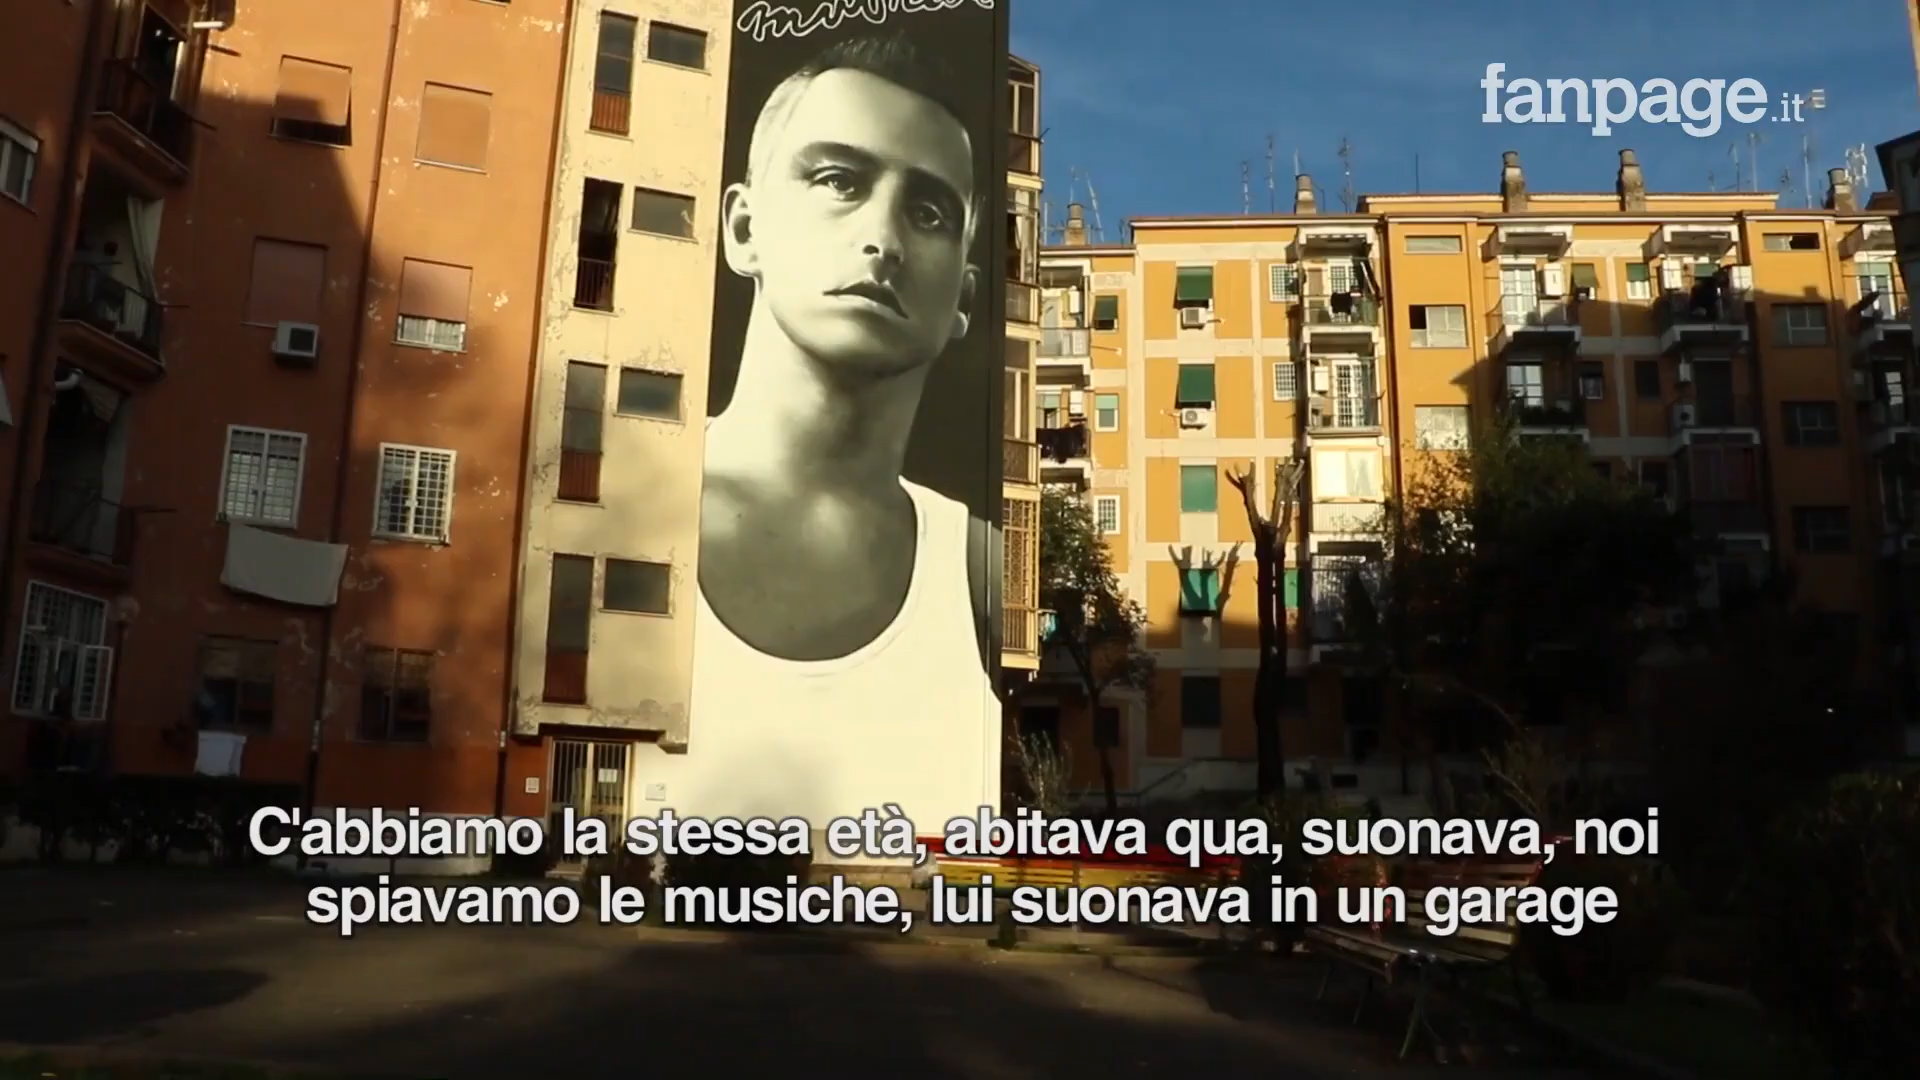 fanpage.it
C'abbiamo la stessa età, abitava qua, suonava, noi
spiavamo le musiche, lui suonava in un garage